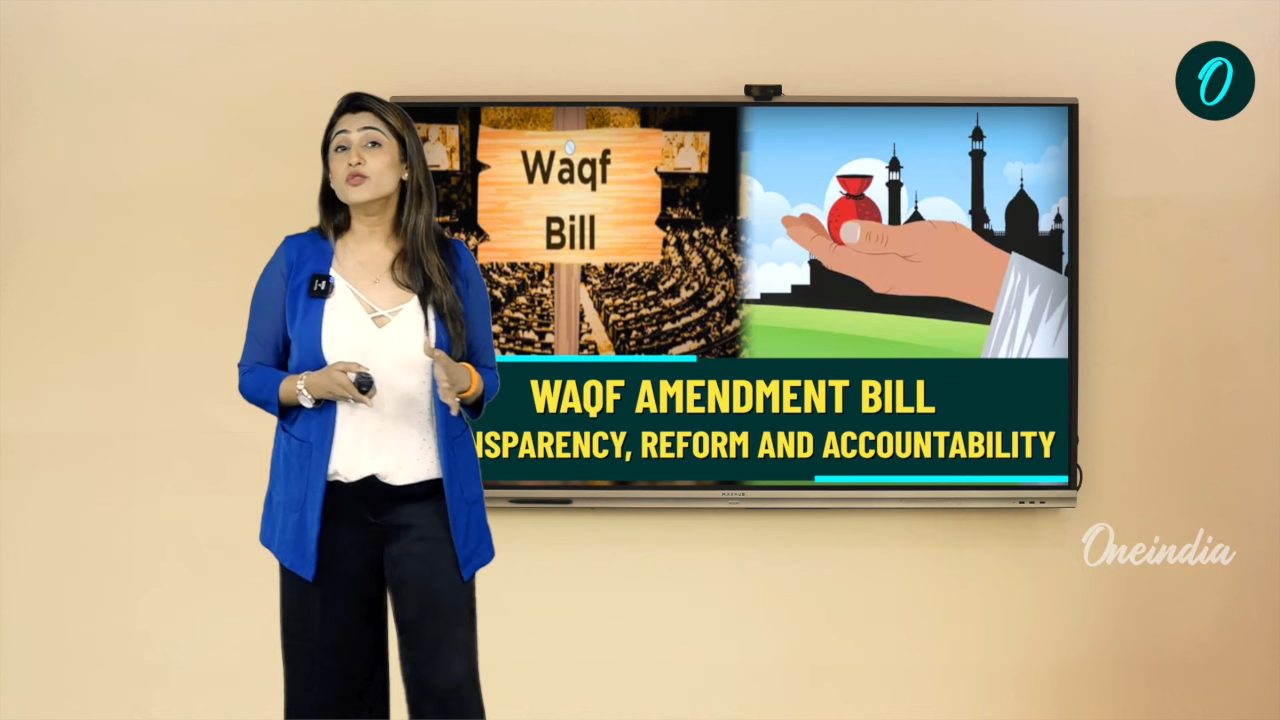 Waqf
Bill
WAQF AMENDMENT BILL
NSPARENCY, REFORM AND ACCOUNTABILITY
Oneindia